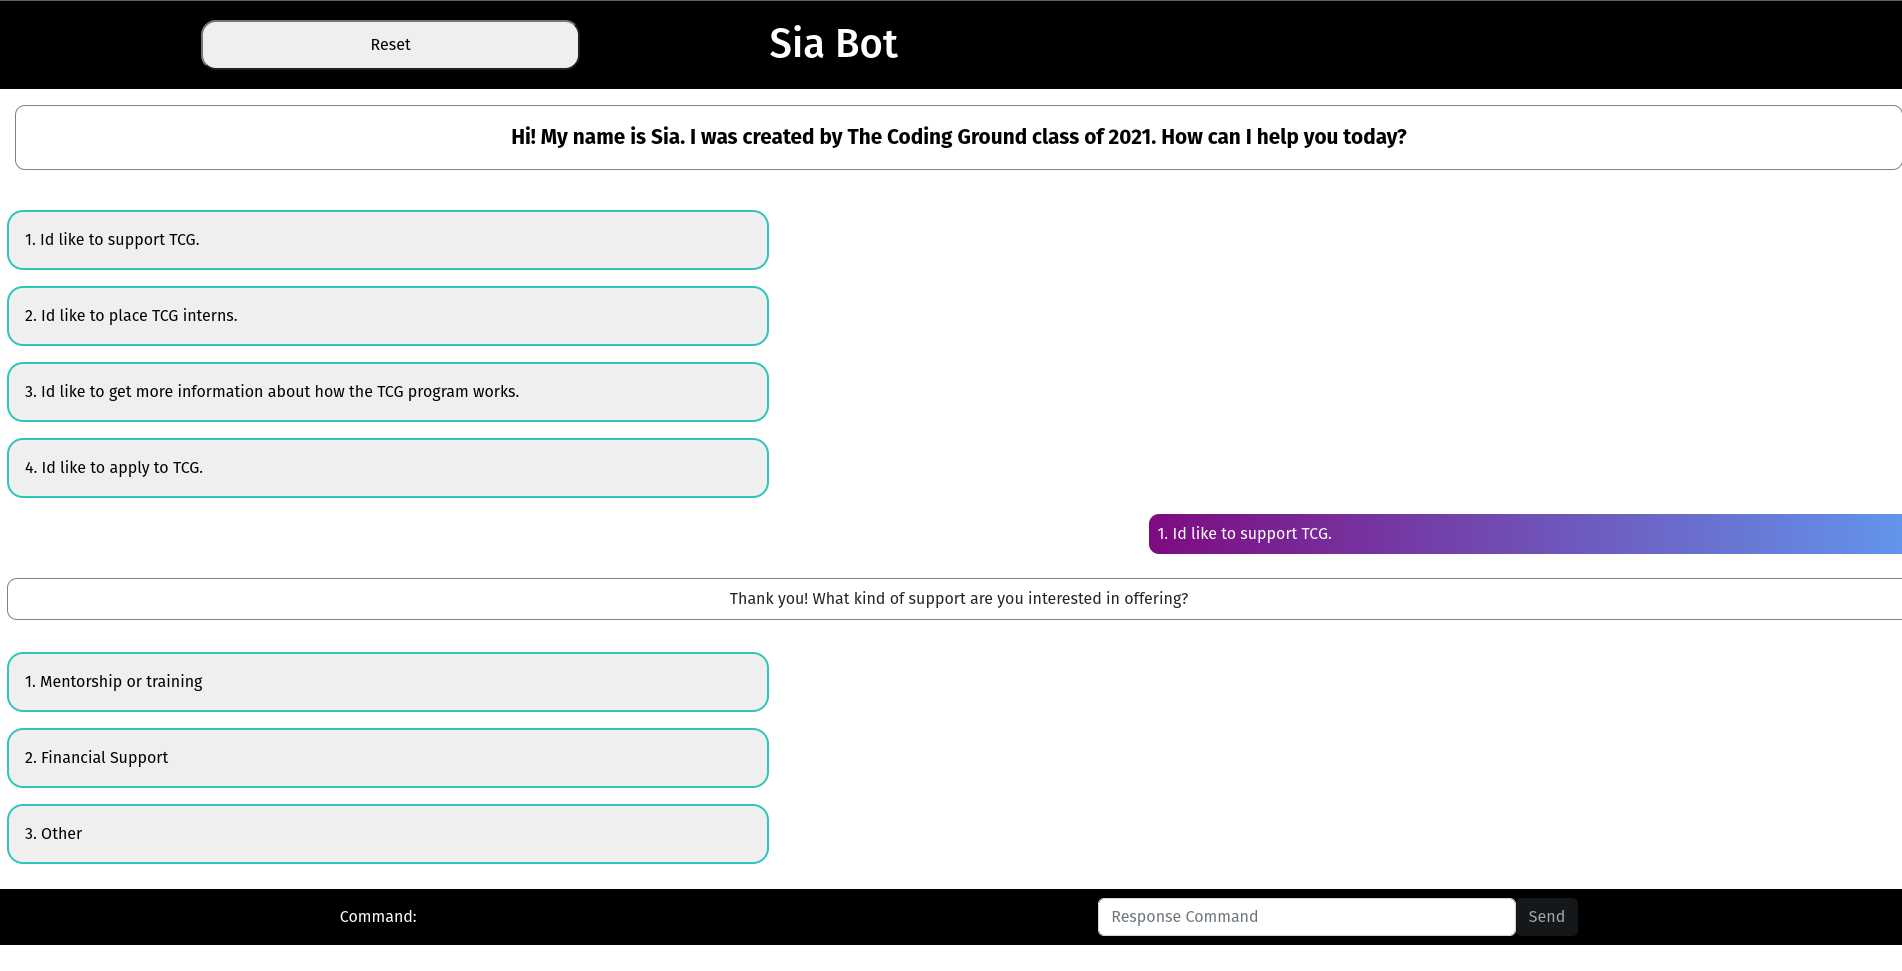 Reset
Sia Bot
Hi! My name is Sia. I was created by The Coding Ground class of 2021. How can I help you today?
1. Id like to support TCG.
2. Id like to place TCG interns.
3. Id like to get more information about how the TCG program works.
4. Id like to apply to TCG.
1. Id like to support TCG.
Thank you! What kind of support are you interested in offering?
1. Mentorship or training
2. Financial Support
3. Other
Command:
Response Command
Send